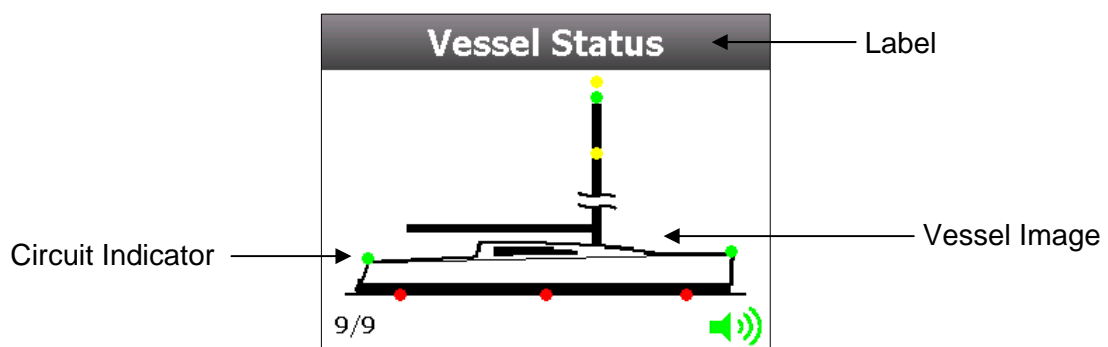 Vessel Status
Label
Vessel Image
Circuit Indicator
9/9